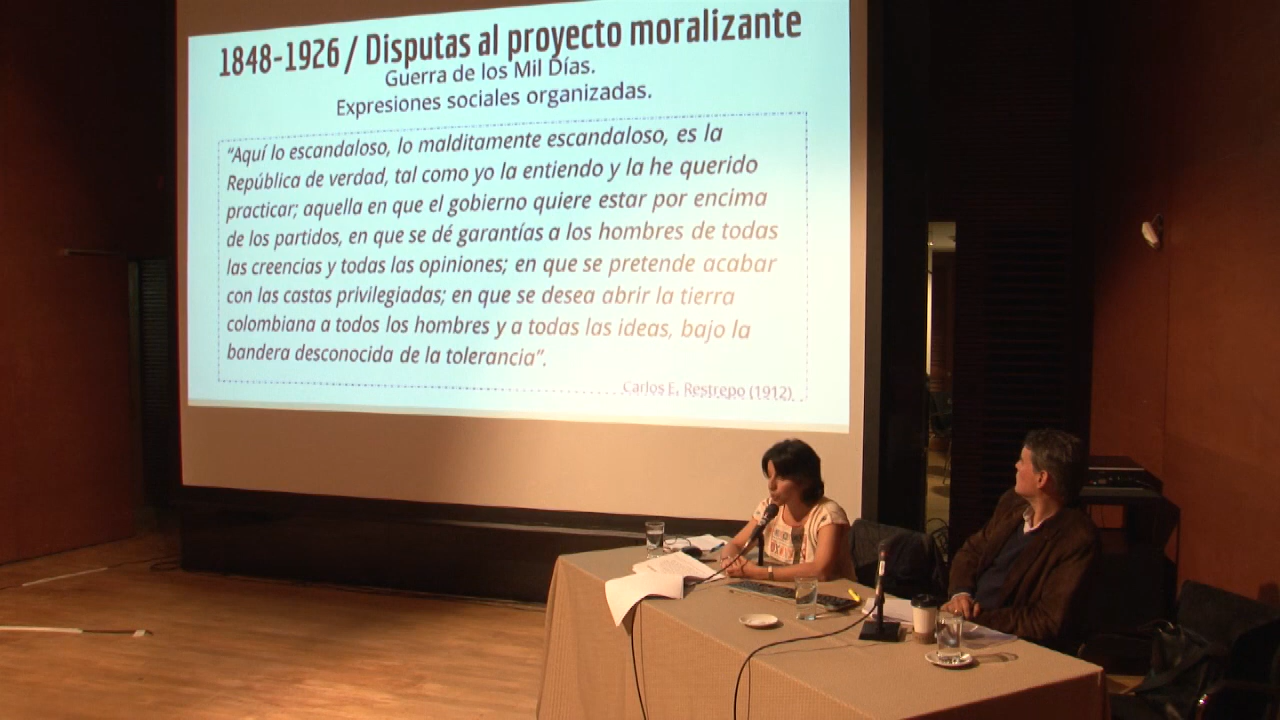 1848-1926 / Disputas al proyecto moralizante
Guerra de los Mil Días.
Expresiones sociales organizadas.
“Aquí lo escandaloso, lo malditamente escandaloso, es la
República de verdad, tal como yo la entiendo y la he querido
practicar; aquella en que el gobierno quiere estar por encima
de los partidos, en que se dé garantías a los hombres de todas
las creencias y todas las opiniones; en que se pretende acabar
con las castas privilegiadas; en que se desea abrir la tierra
colombiana a todos los hombres y a todas las ideas, bajo la
bandera desconocida de la tolerancia”.
Carlos E. Restrepo (1912)